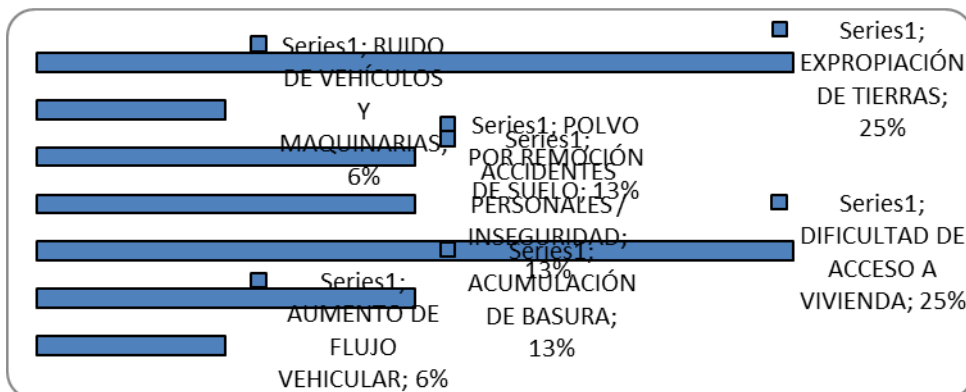 Series1;
EXPROPIACIÓN
DE TIERRAS;
25%
Series1; RUIDO
DE VEHÍCULOS
Y
MAQUINARIAS;
6%
Series1; POLVO
POR REMOCIÓN
DE SUELO; 13%
Series1;
ACCIDENTES
PERSONALES /
INSEGURIDAD;
13%
Series1;
DIFICULTAD DE
ACCESO A
VIVIENDA; 25%
Series1;
ACUMULACIÓN
DE BASURA;
13%
Series1;
AUMENTO DE
FLUJO
VEHICULAR; 6%